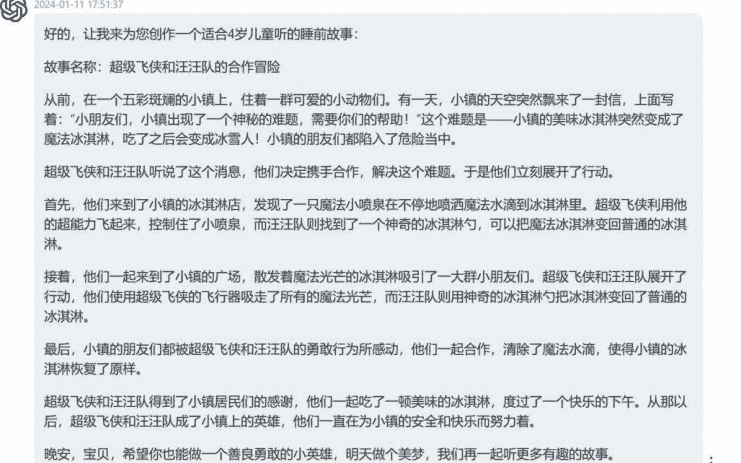 2024-01-11 17:51:37
好的，让我来为您创作一个适合4岁儿童听的睡前故事：
故事名称：超级飞侠和汪汪队的合作冒险
从前，在一个五彩斑斓的小镇上，住着一群可爱的小动物们。有一天，小镇的天空突然飘来了一封信，上面写
着：“小朋友们，小镇出现了一个神秘的难题，需要你们的帮助！”这个难题是——小镇的美味冰淇淋突然变成了
魔法冰淇淋，吃了之后会变成冰雪人！小镇的朋友们都陷入了危险当中。
超级飞侠和汪汪队听说了这个消息，他们决定携手合作，解决这个难题。于是他们立刻展开了行动。
首先，他们来到了小镇的冰淇淋店，发现了一只魔法小喷泉在不停地喷洒魔法水滴到冰淇淋里。超级飞侠利用他
的超能力飞起来，控制住了小喷泉，而汪汪队则找到了一个神奇的冰淇淋勺，可以把魔法冰淇淋变回普通的冰淇
淋。
接着，他们一起来到了小镇的广场，散发着魔法光芒的冰淇淋吸引了一大群小朋友们。超级飞侠和汪汪队展开了
行动，他们使用超级飞侠的飞行器吸走了所有的魔法光芒，而汪汪队则用神奇的冰淇淋勺把冰淇淋变回了普通的
冰淇淋。
最后，小镇的朋友们都被超级飞侠和汪汪队的勇敢行为所感动，他们一起合作，清除了魔法水滴，使得小镇的冰
淇淋恢复了原样。
超级飞侠和汪汪队得到了小镇居民们的感谢，他们一起吃了一顿美味的冰淇淋，度过了一个快乐的下午。从那以
后，超级飞侠和汪汪队成了小镇上的英雄，他们一直在为小镇的安全和快乐而努力着。
晚安，宝贝，希望你也能做一个善良勇敢的小英雄，明天做个美梦，我们再一起听更多有趣的故事。